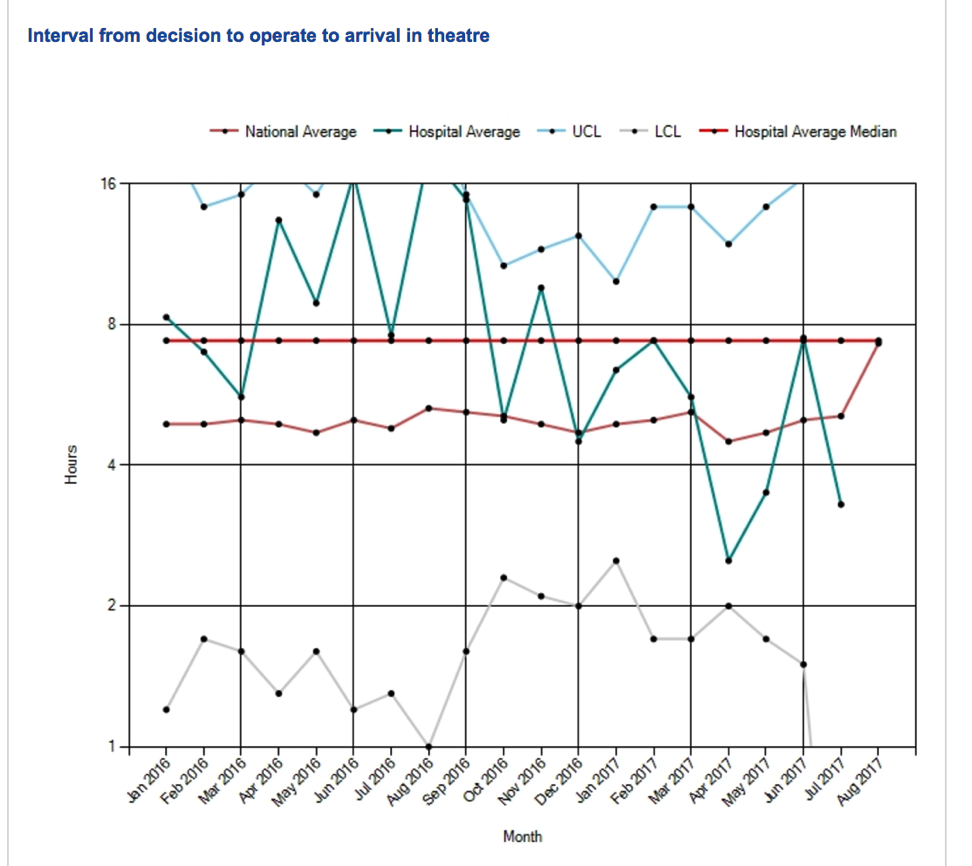 Interval from decision to operate to arrival in theatre
National Average Hospital Average UCL LCL Hospital Average Median
16
8
4
2
1
Hours
Jan 2016 Feb 2016 Mar 2016 Apr 2016 May 2016 Jun 2016 Jul 2016 Aug 2016 Sep 2016 Oct 2016 Nov 2016 Dec 2016 Jan 2017 Feb 2017 Mar 2017 Apr 2017 May 2017 Jun 2017 Jul 2017 Aug 2017
Month